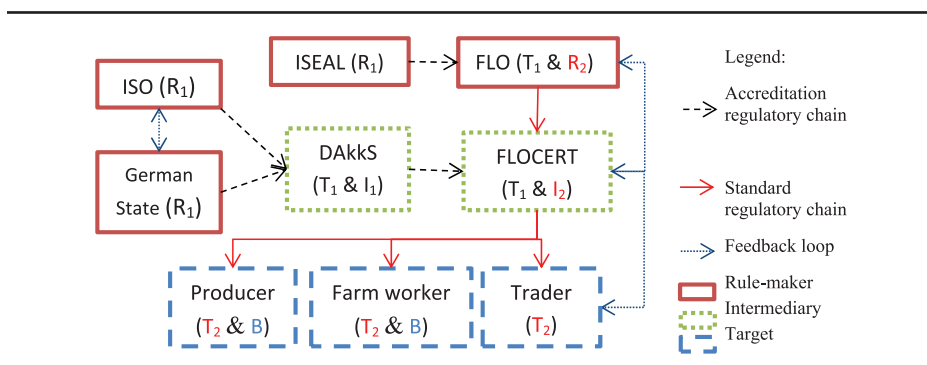 ISEAL (R₁)
FLO (T₁ & R₂)
ISO (R₁)
German
State (R₁)
DAkkS
(T₁ & I₁)
FLOCERT
(T₁ & I₂)
Producer
(T₂ & B)
Farm worker
(T₂ & B)
Trader
(T₂)
Legend:
Accreditation
regulatory chain
Standard
regulatory chain
Feedback loop
Rule-maker
Intermediary
Target